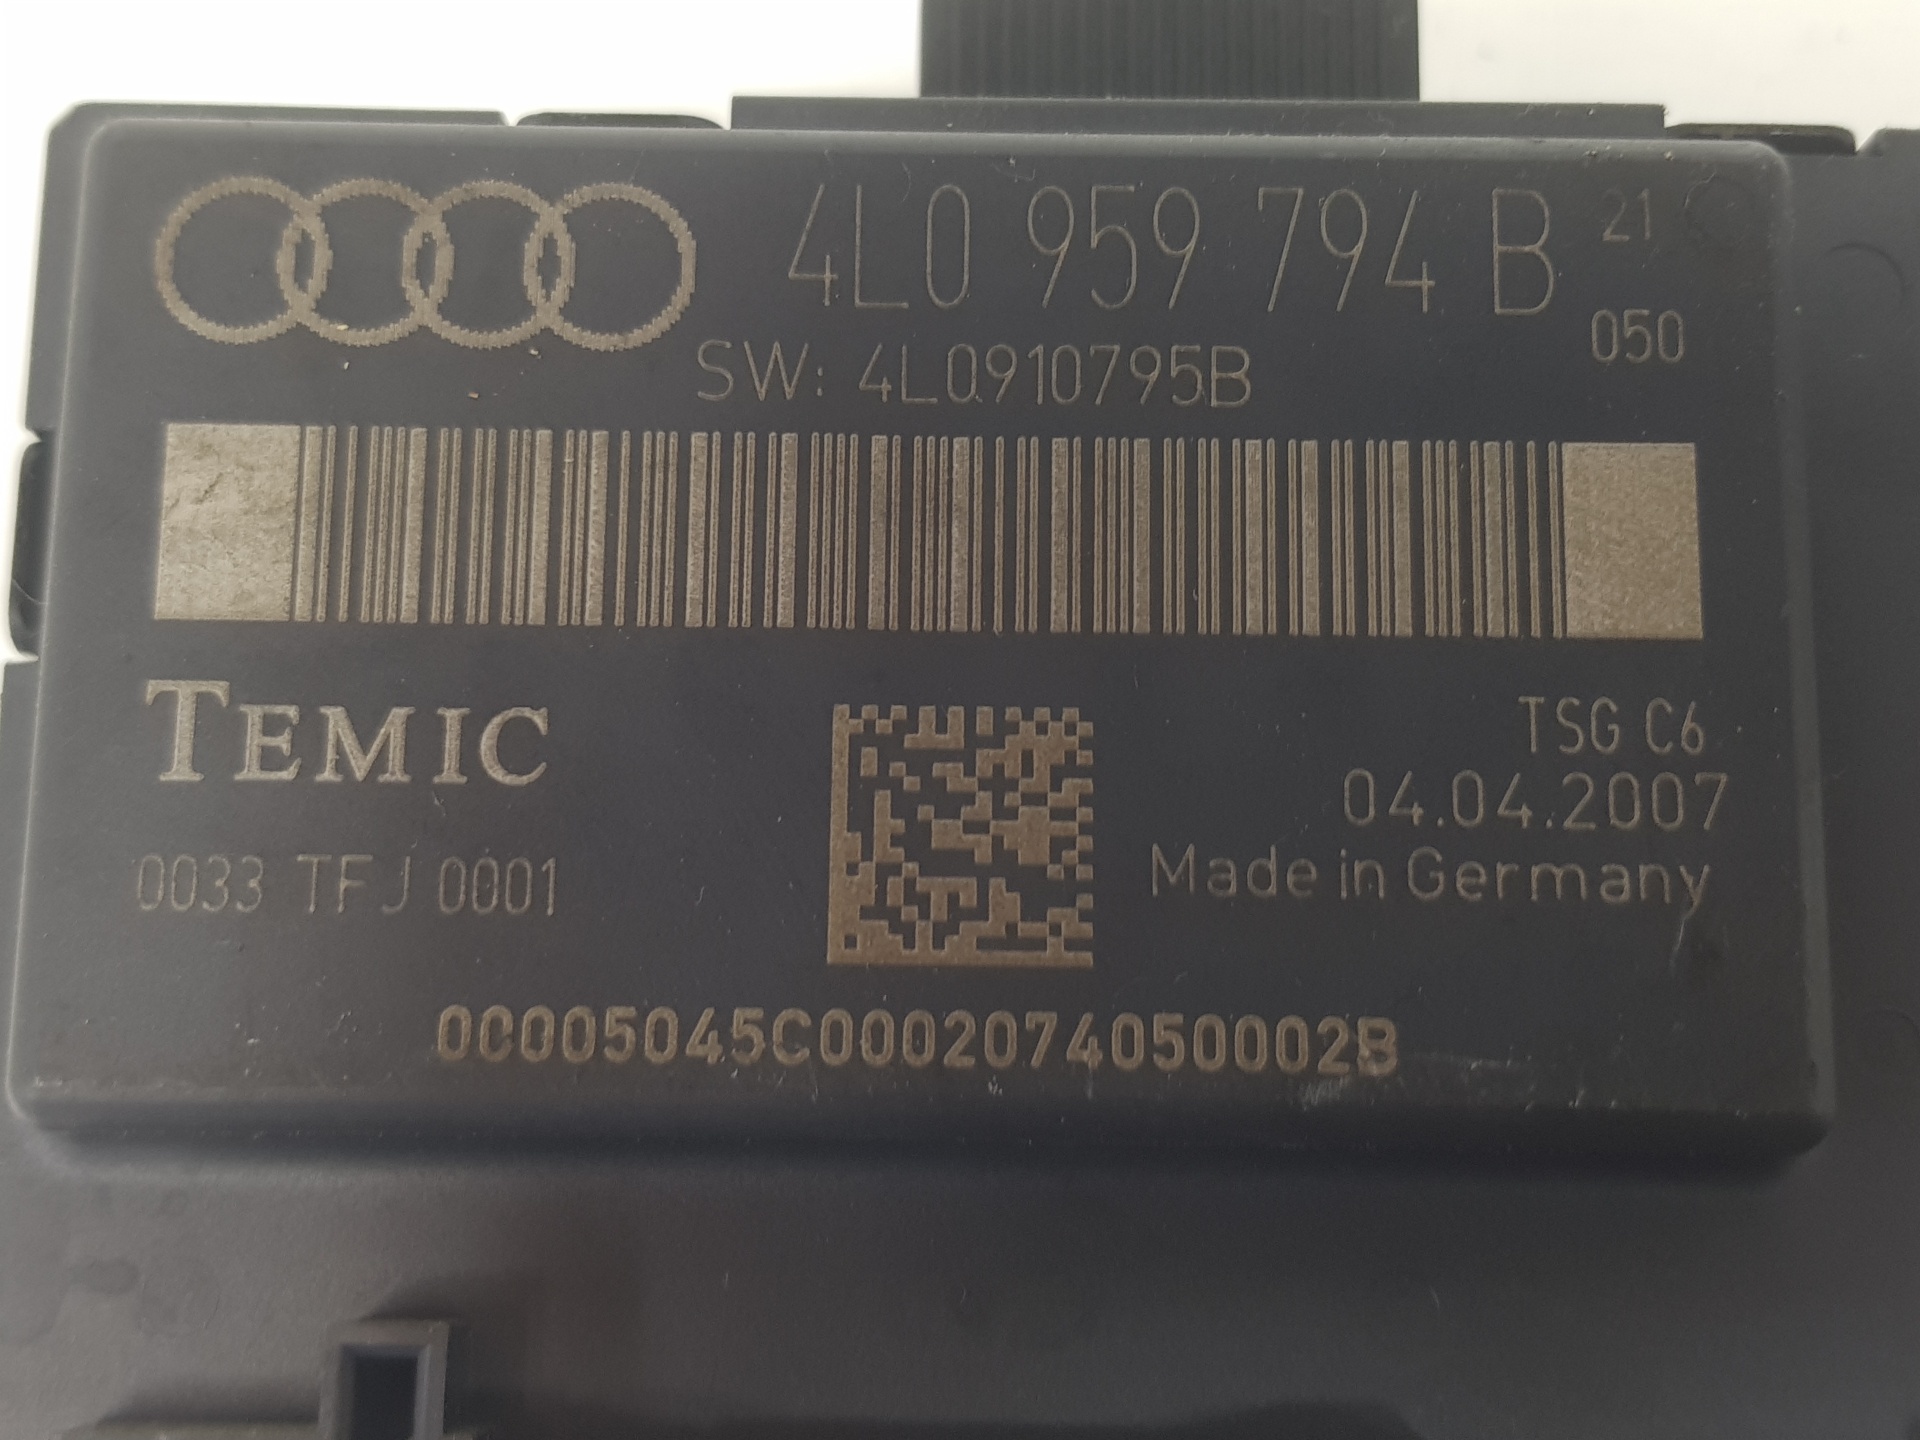 4L0 959 794 B 21
050
SW: 4L0910795B
TEMIC
TSG C6
04.04.2007
0033 TFJ 0001
Made in Germany
00005045C0002074050002B